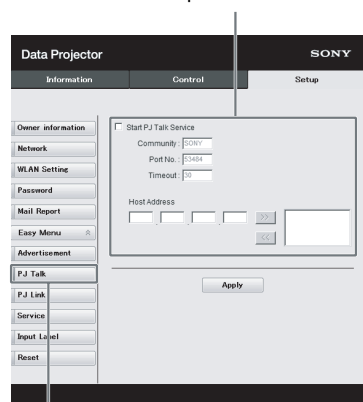 Data Projector SONY
Information Control Setup
Owner information
Network
WLAN Setting
Password
Mail Report
Easy Menu
Advertisement
PJ Talk
PJ Link
Service
Input Label
Reset
Start PJ Talk Service
Community: SONY
Port No.: 53484
Timeout: 30
Host Address
>>
<<
Apply